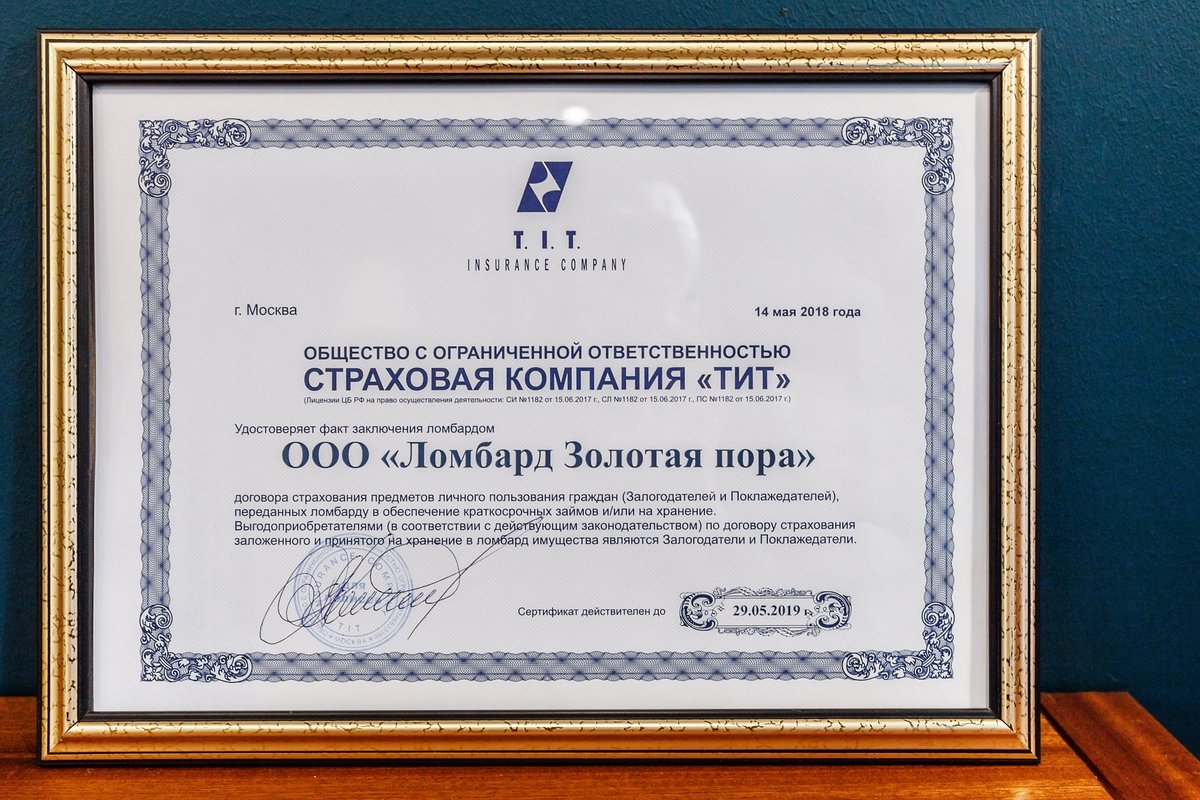 T. I. T.
INSURANCE COMPANY
г. Москва
14 мая 2018 года
ОБЩЕСТВО С ОГРАНИЧЕННОЙ ОТВЕТСТВЕННОСТЬЮ
СТРАХОВАЯ КОМПАНИЯ «ТИТ»
(Лицензии ЦБ РФ на право осуществления деятельности: СИ №1182 от 15.06.2017 г., СЛ №1182 от 15.06.2017 г., ПС №1182 от 15.06.2017 г.)
Удостоверяет факт заключения ломбардом
ООО «Ломбард Золотая пора»
договора страхования предметов личного пользования граждан (Залогодателей и Поклажедателей),
переданных ломбарду в обеспечение краткосрочных займов и/или на хранение.
Выгодоприобретателями (в соответствии с действующим законодательством) по договору страхования
заложенного и принятого на хранение в ломбард имущества являются Залогодатели и Поклажедатели.
Сертификат действителен до
29.05.2019 г.
TIT
МОСКВА